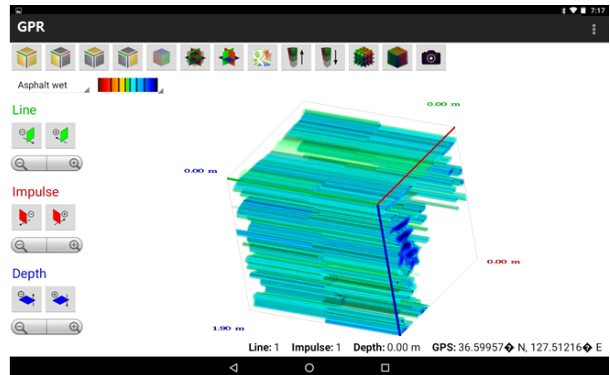 7:17
GPR
Asphalt wet
Line
Impulse
Depth
0.00 m
0.00 m
0.00 m
1.90 m
Line: 1 Impulse: 1 Depth: 0.00 m GPS: 36.59957� N, 127.51216� E